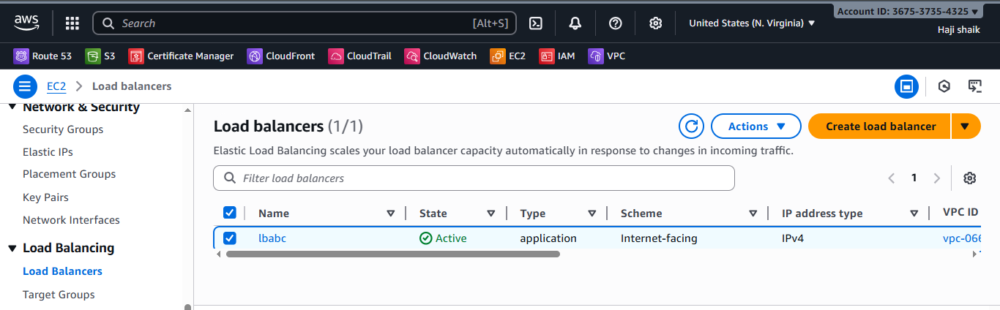 aws
Search [Alt+S]
United States (N. Virginia)
Account ID: 3675-3735-4325
Haji shaik
Route 53 S3 Certificate Manager CloudFront CloudTrail CloudWatch EC2 IAM VPC
EC2 Load balancers
Network & Security
Security Groups
Elastic IPs
Placement Groups
Key Pairs
Network Interfaces
Load Balancing
Load Balancers
Target Groups
Load balancers (1/1)
Actions
Create load balancer
Elastic Load Balancing scales your load balancer capacity automatically in response to changes in incoming traffic.
Filter load balancers
1
Name State Type Scheme IP address type VPC ID
lbabc Active application Internet-facing IPv4 vpc-066